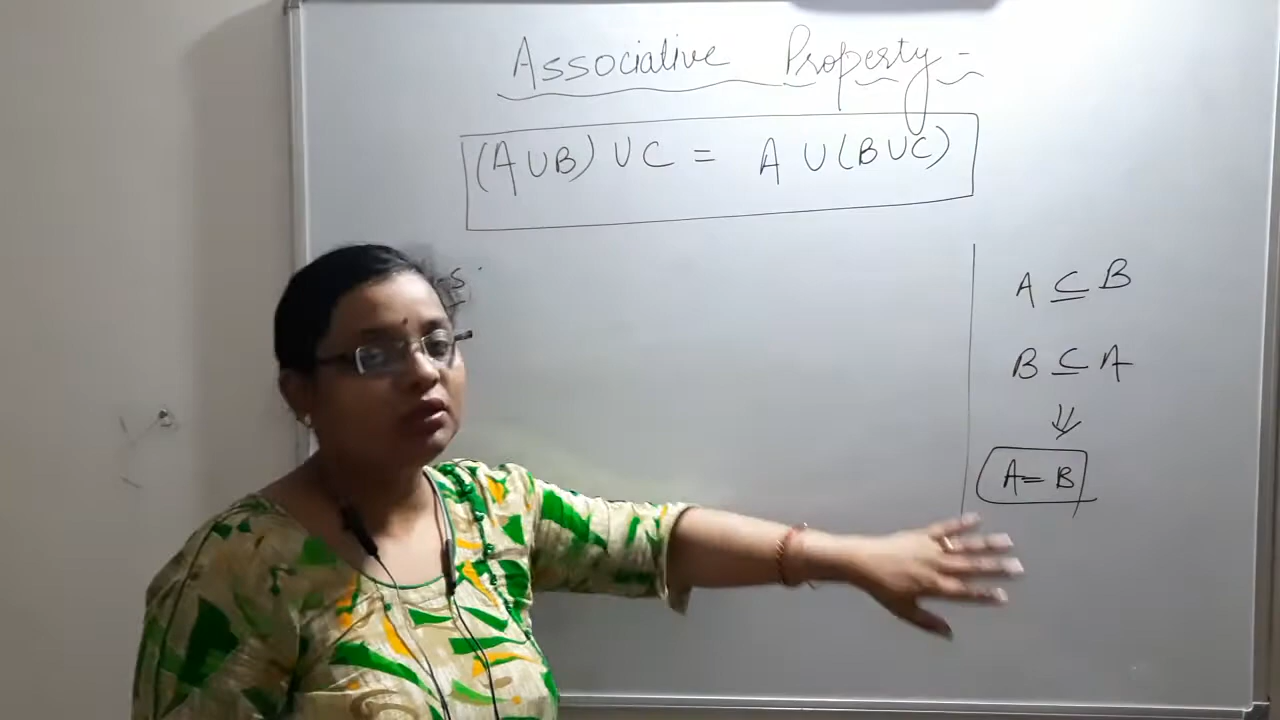 Associative Property -
(A∪B) ∪ C = A ∪ (B∪C)
A ⊆ B
B ⊆ A
⇓
A = B